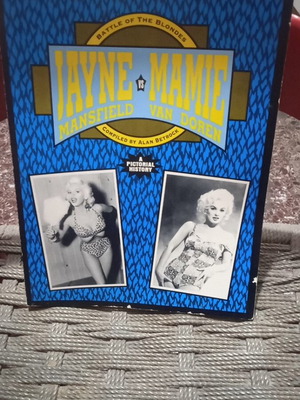 BATTLE OF THE BLONDES
JAYNE VS MAMIE
MANSFIELD VAN DOREN
COMPILED BY ALAN BETROCK
A PICTORIAL
HISTORY